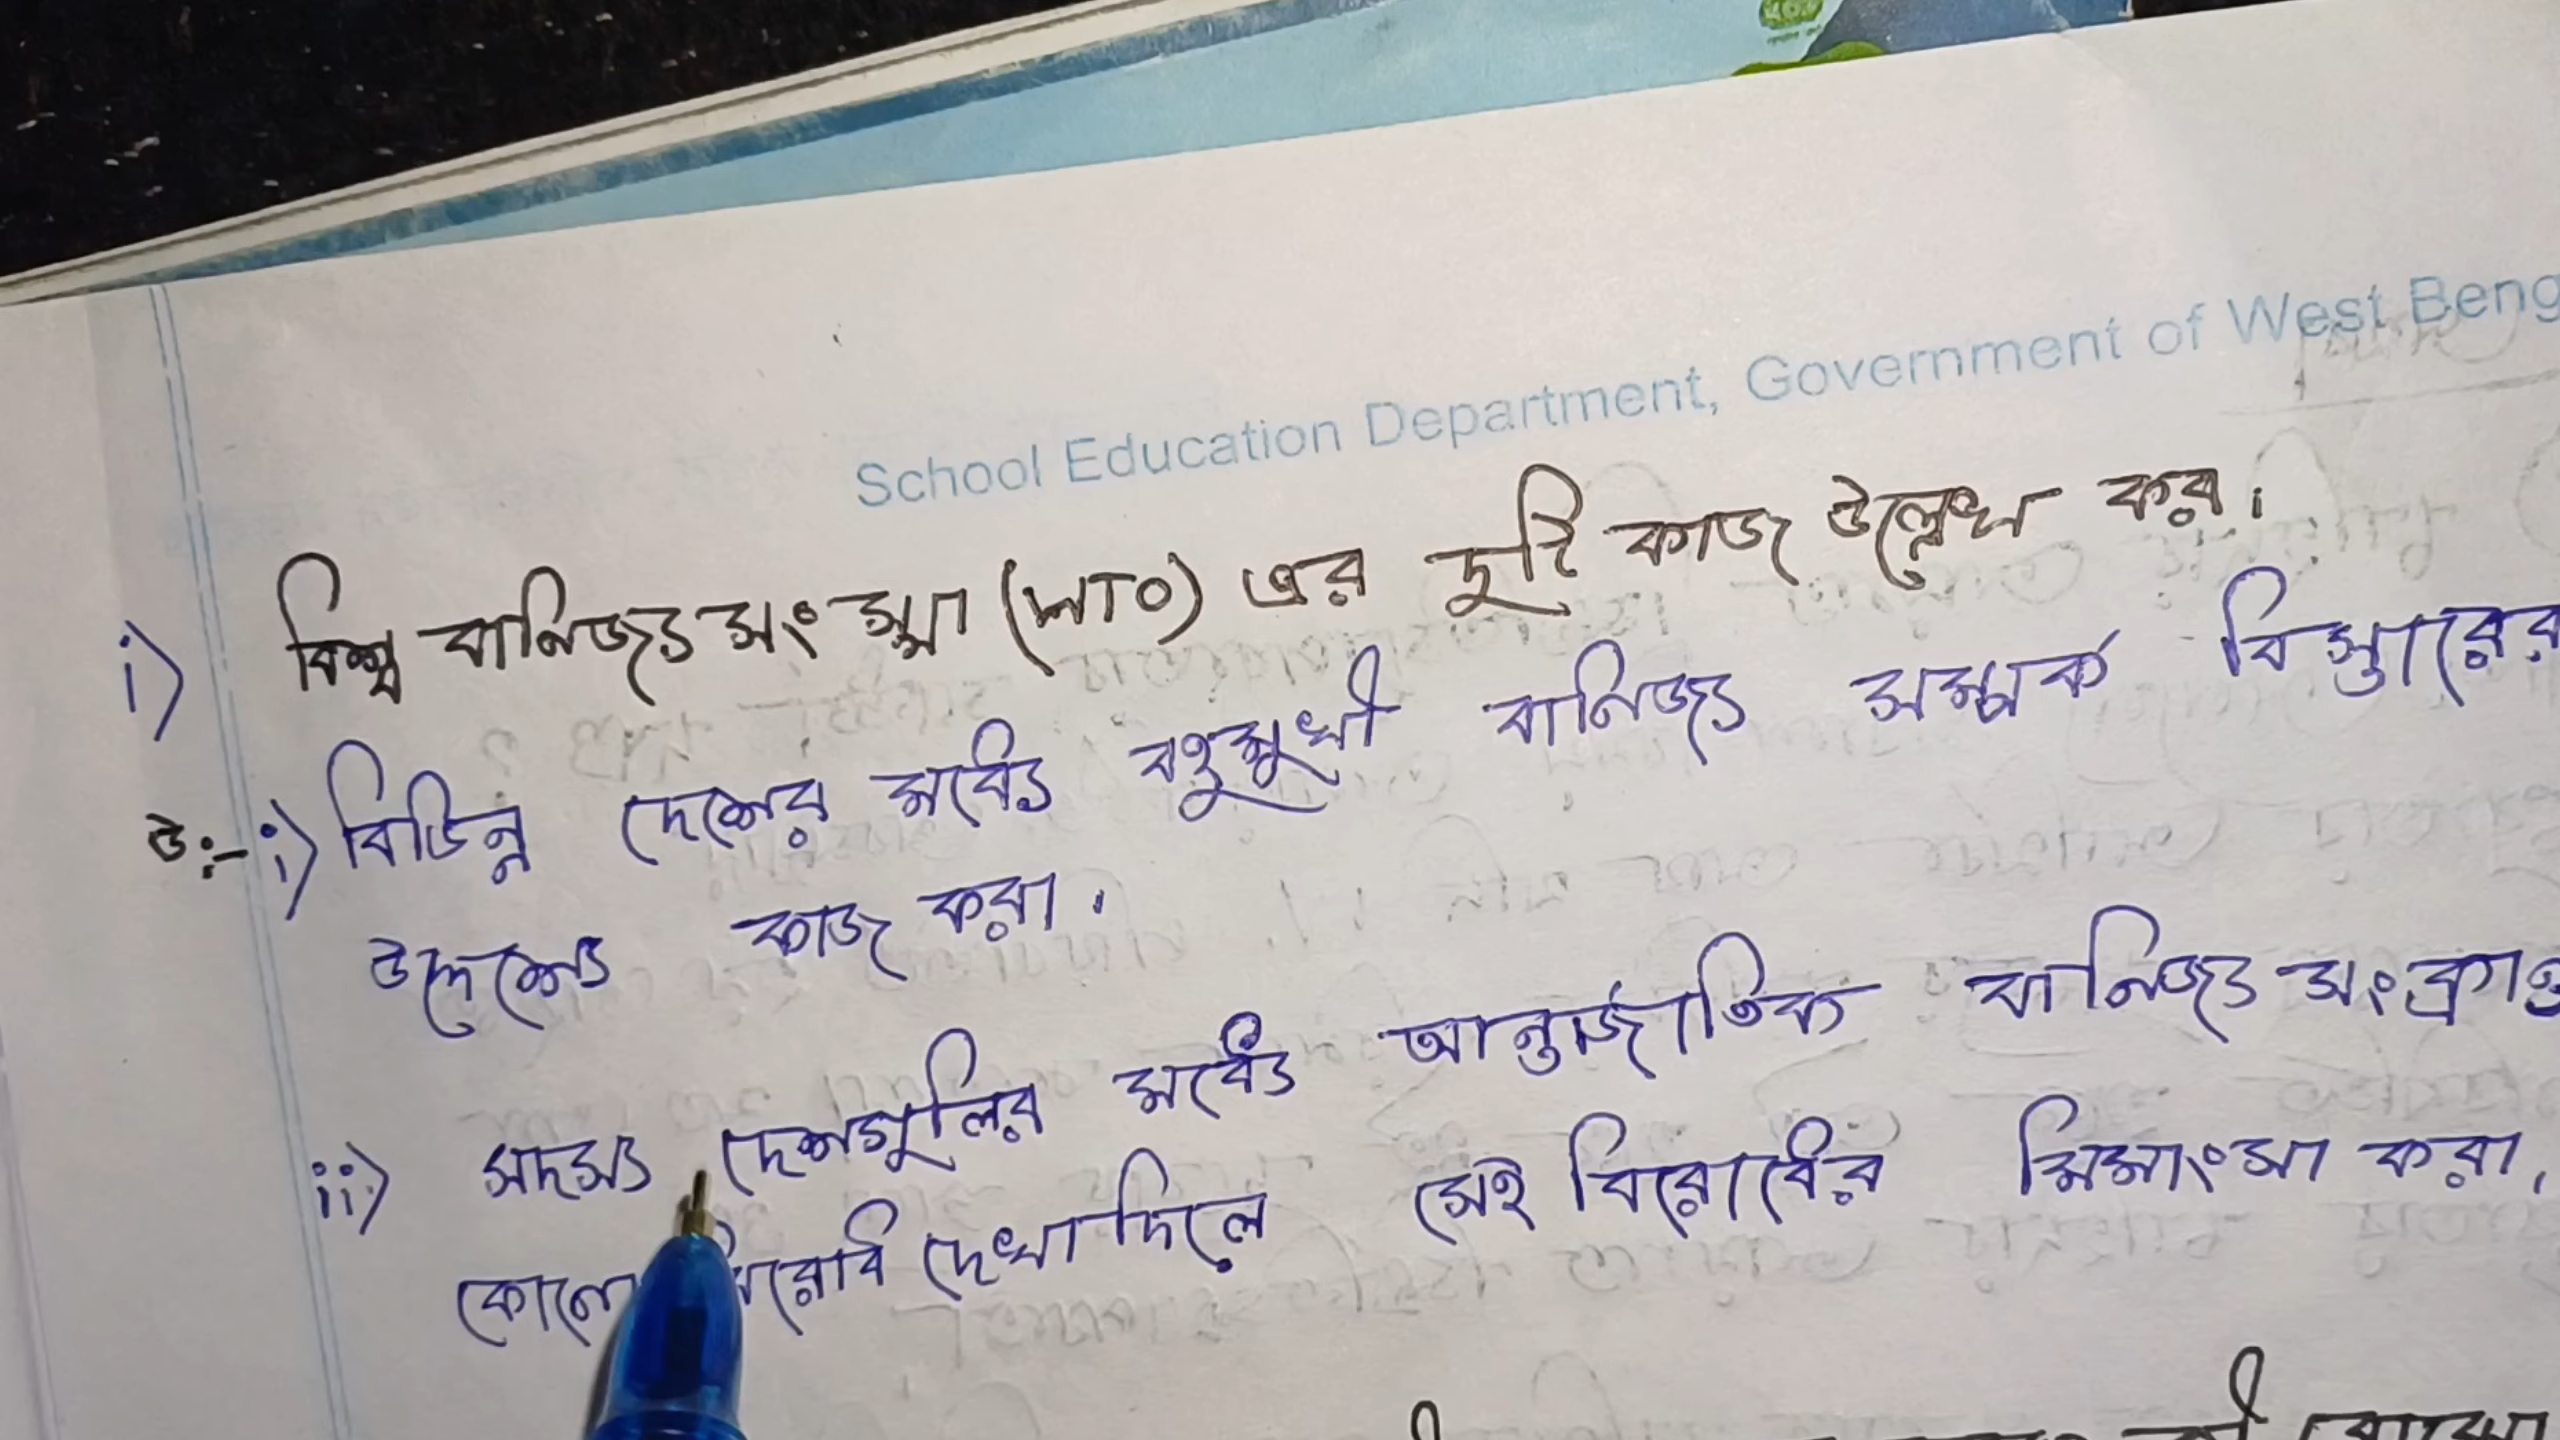 School Education Department, Government of West Beng
i) বিশ্ব বানিজ্য সংস্থা (WTO) এর দুটি কাজ উল্লেখ কর।
উ:- i) বিভিন্ন দেশের মধ্যে বহুমুখী বানিজ্য সম্পর্ক বিস্তারের
উদ্দেশ্যে কাজ করা।
ii) সদস্য দেশগুলির মধ্যে আন্তর্জাতিক বানিজ্য সংক্রান্ত
কোনো দেখা দিলে সেই বিরোধের মিমাংসা করা।